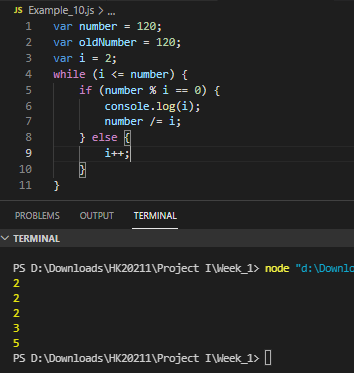 JS Example_10.js > ...
1 var number = 120;
2 var oldNumber = 120;
3 var i = 2;
4 while (i <= number) {
5     if (number % i == 0) {
6         console.log(i);
7         number /= i;
8     } else {
9         i++;
10     }
11 }
PROBLEMS OUTPUT TERMINAL
TERMINAL
PS D:\Downloads\HK20211\Project I\Week_1> node "d:\Downlo
2
2
2
3
5
PS D:\Downloads\HK20211\Project I\Week_1>